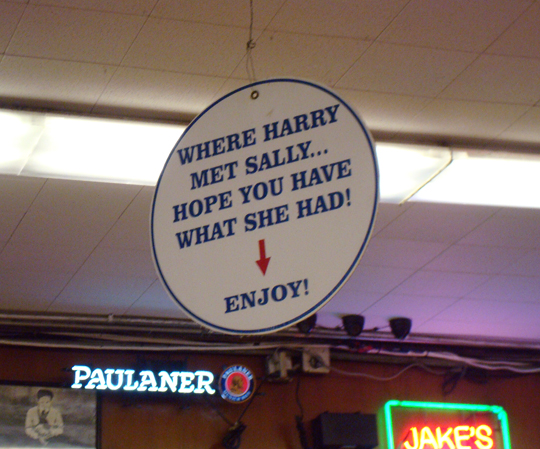 WHERE HARRY
MET SALLY...
HOPE YOU HAVE
WHAT SHE HAD!
ENJOY!
PAULANER
JAKE'S